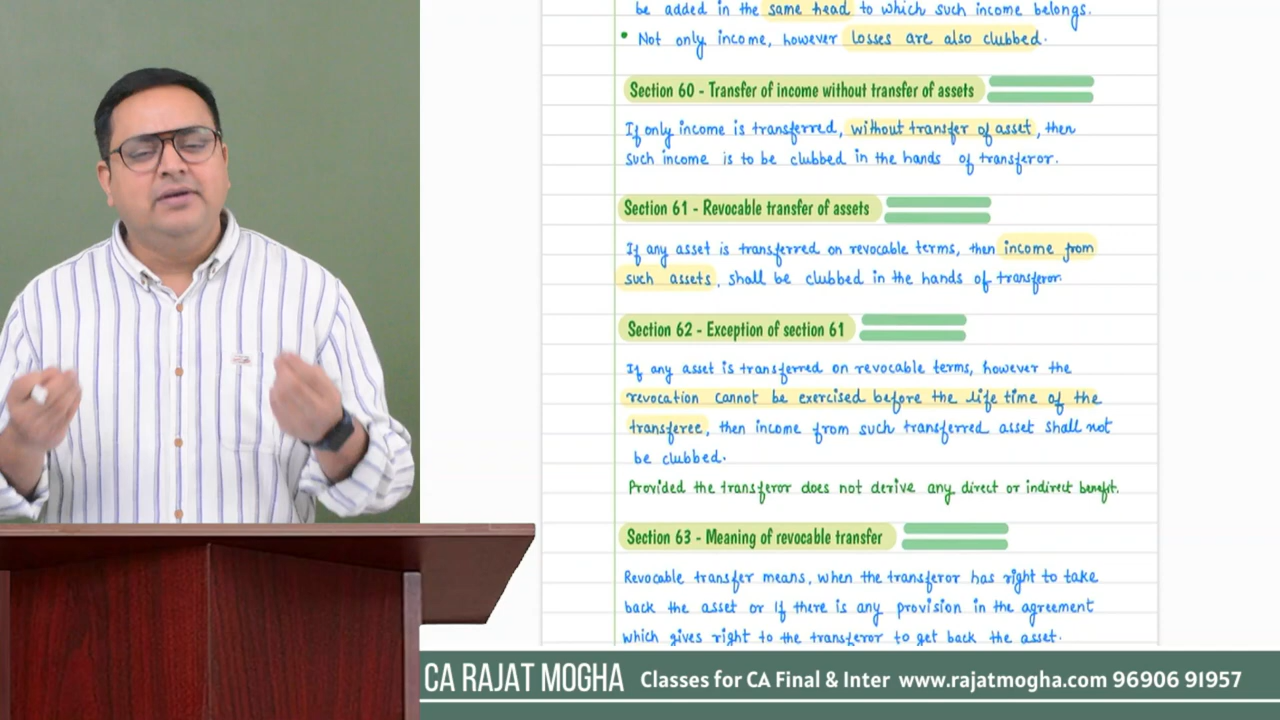 be added in the same head to which such income belongs.
• Not only income, however losses are also clubbed.
Section 60 - Transfer of income without transfer of assets
If only income is transferred, without transfer of asset, then
such income is to be clubbed in the hands of transferor.
Section 61 - Revocable transfer of assets
If any asset is transferred on revocable terms, then income from
such assets, shall be clubbed in the hands of transferor.
Section 62 - Exception of section 61
If any asset is transferred on revocable terms, however the
revocation cannot be exercised before the life time of the
transferee, then income from such transferred asset shall not
be clubbed.
Provided the transferor does not derive any direct or indirect benefit.
Section 63 - Meaning of revocable transfer
Revocable transfer means, when the transferor has right to take
back the asset or If there is any provision in the agreement
which gives right to the transferor to get back the asset.
CA RAJAT MOGHA Classes for CA Final & Inter www.rajatmogha.com 96906 91957